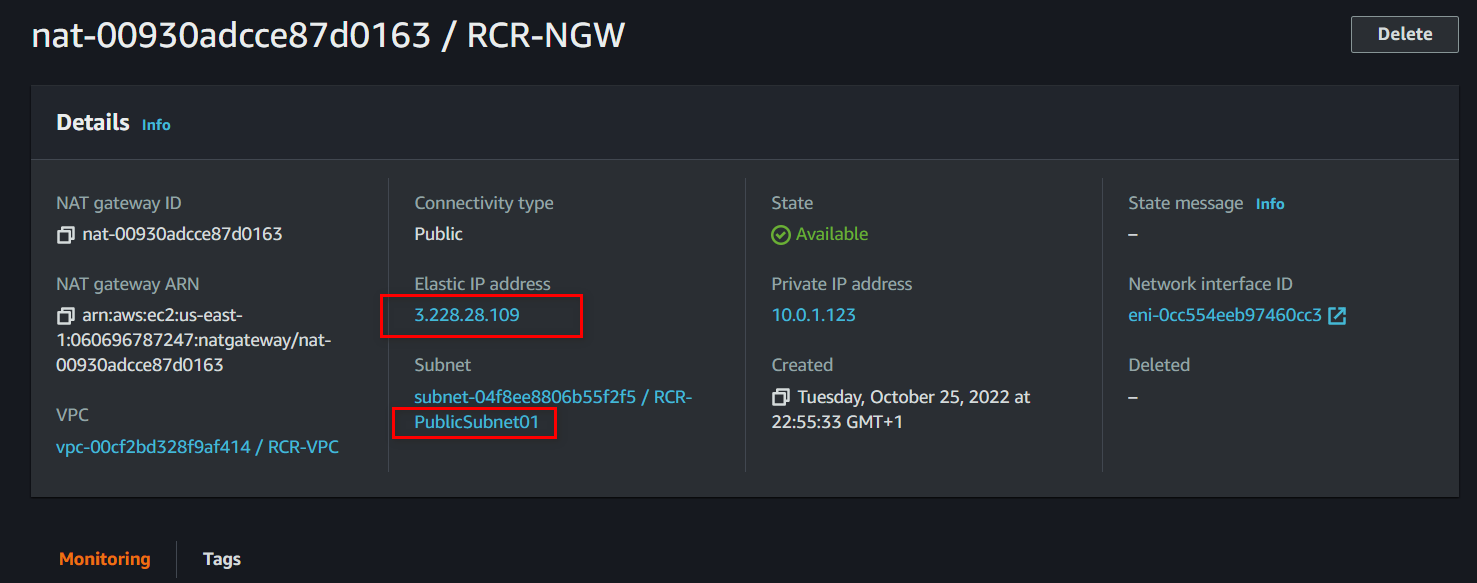 nat-00930adcce87d0163 / RCR-NGW
Delete
Details Info
NAT gateway ID
nat-00930adcce87d0163
NAT gateway ARN
arn:aws:ec2:us-east-
1:060696787247:natgateway/nat-
00930adcce87d0163
VPC
vpc-00cf2bd328f9af414 / RCR-VPC
Connectivity type
Public
Elastic IP address
3.228.28.109
Subnet
subnet-04f8ee8806b55f2f5 / RCR-
PublicSubnet01
State
Available
Private IP address
10.0.1.123
Created
Tuesday, October 25, 2022 at
22:55:33 GMT+1
State message Info
–
Network interface ID
eni-0cc554eeb97460cc3
Deleted
–
Monitoring
Tags